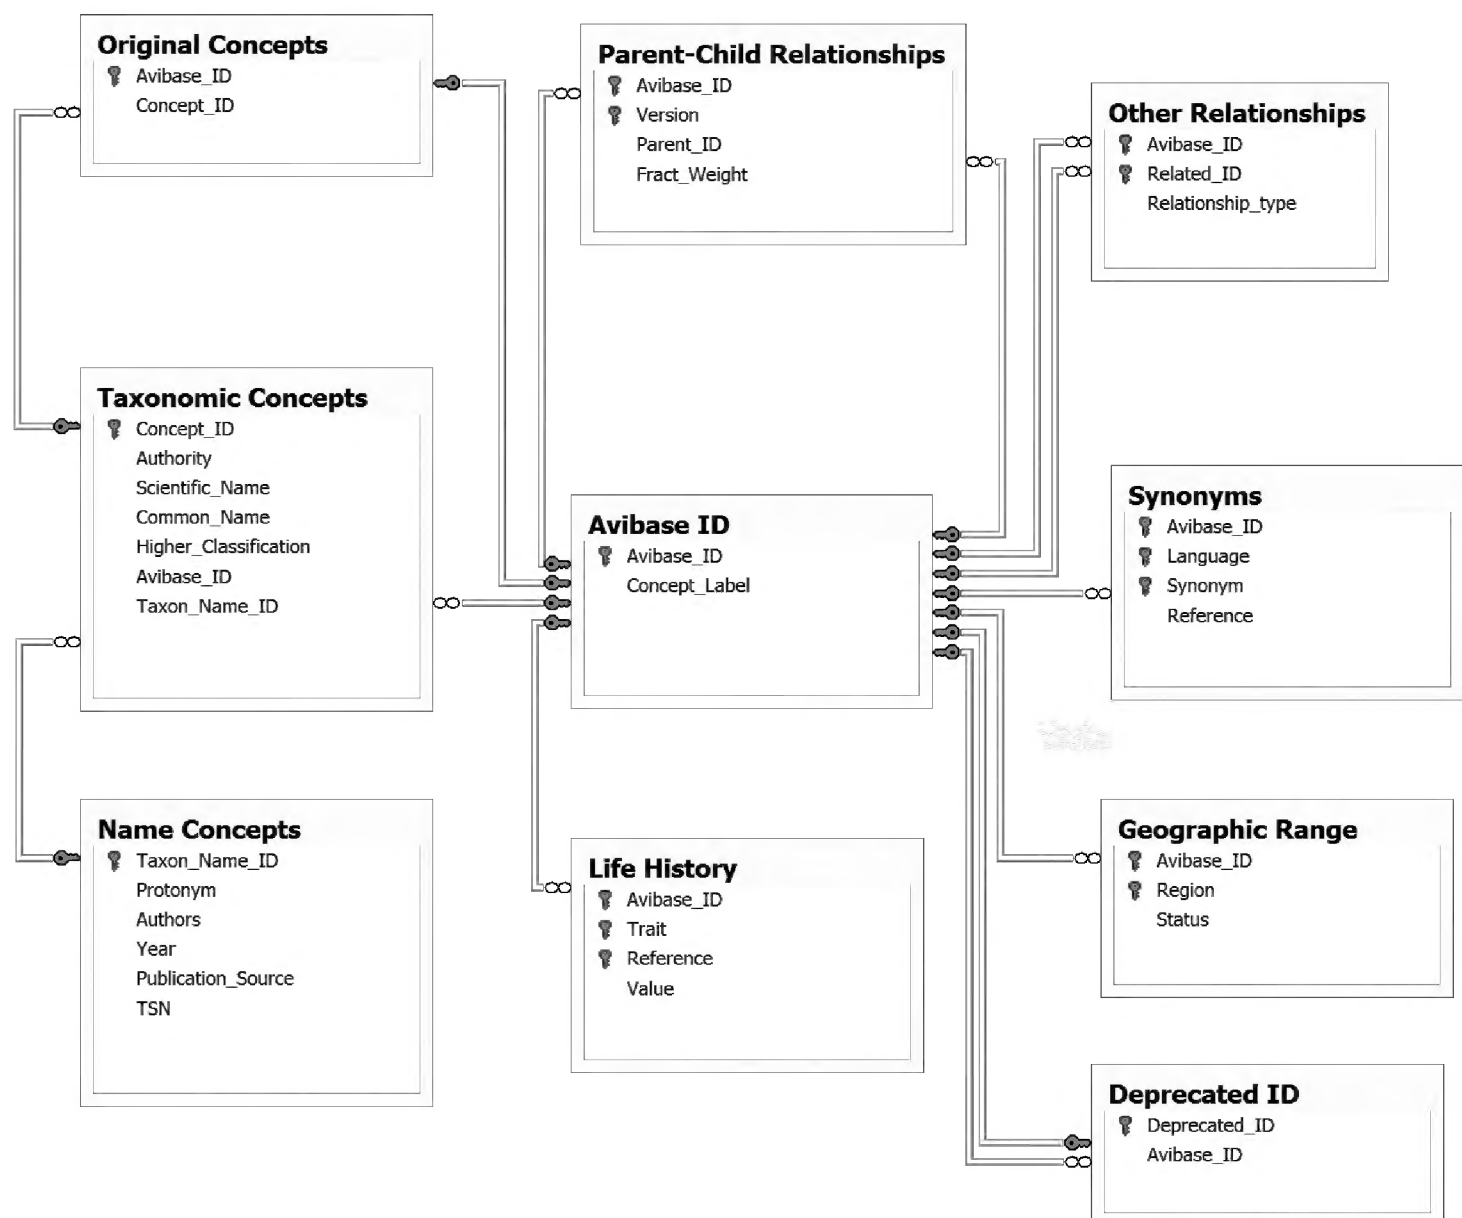 Original Concepts
Avibase_ID
Concept_ID
Parent-Child Relationships
Avibase_ID
Version
Parent_ID
Fract_Weight
Other Relationships
Avibase_ID
Related_ID
Relationship_type
Taxonomic Concepts
Concept_ID
Authority
Scientific_Name
Common_Name
Higher_Classification
Avibase_ID
Taxon_Name_ID
Avibase ID
Avibase_ID
Concept_Label
Synonyms
Avibase_ID
Language
Synonym
Reference
Name Concepts
Taxon_Name_ID
Protonym
Authors
Year
Publication_Source
TSN
Life History
Avibase_ID
Trait
Reference
Value
Geographic Range
Avibase_ID
Region
Status
Deprecated ID
Deprecated_ID
Avibase_ID